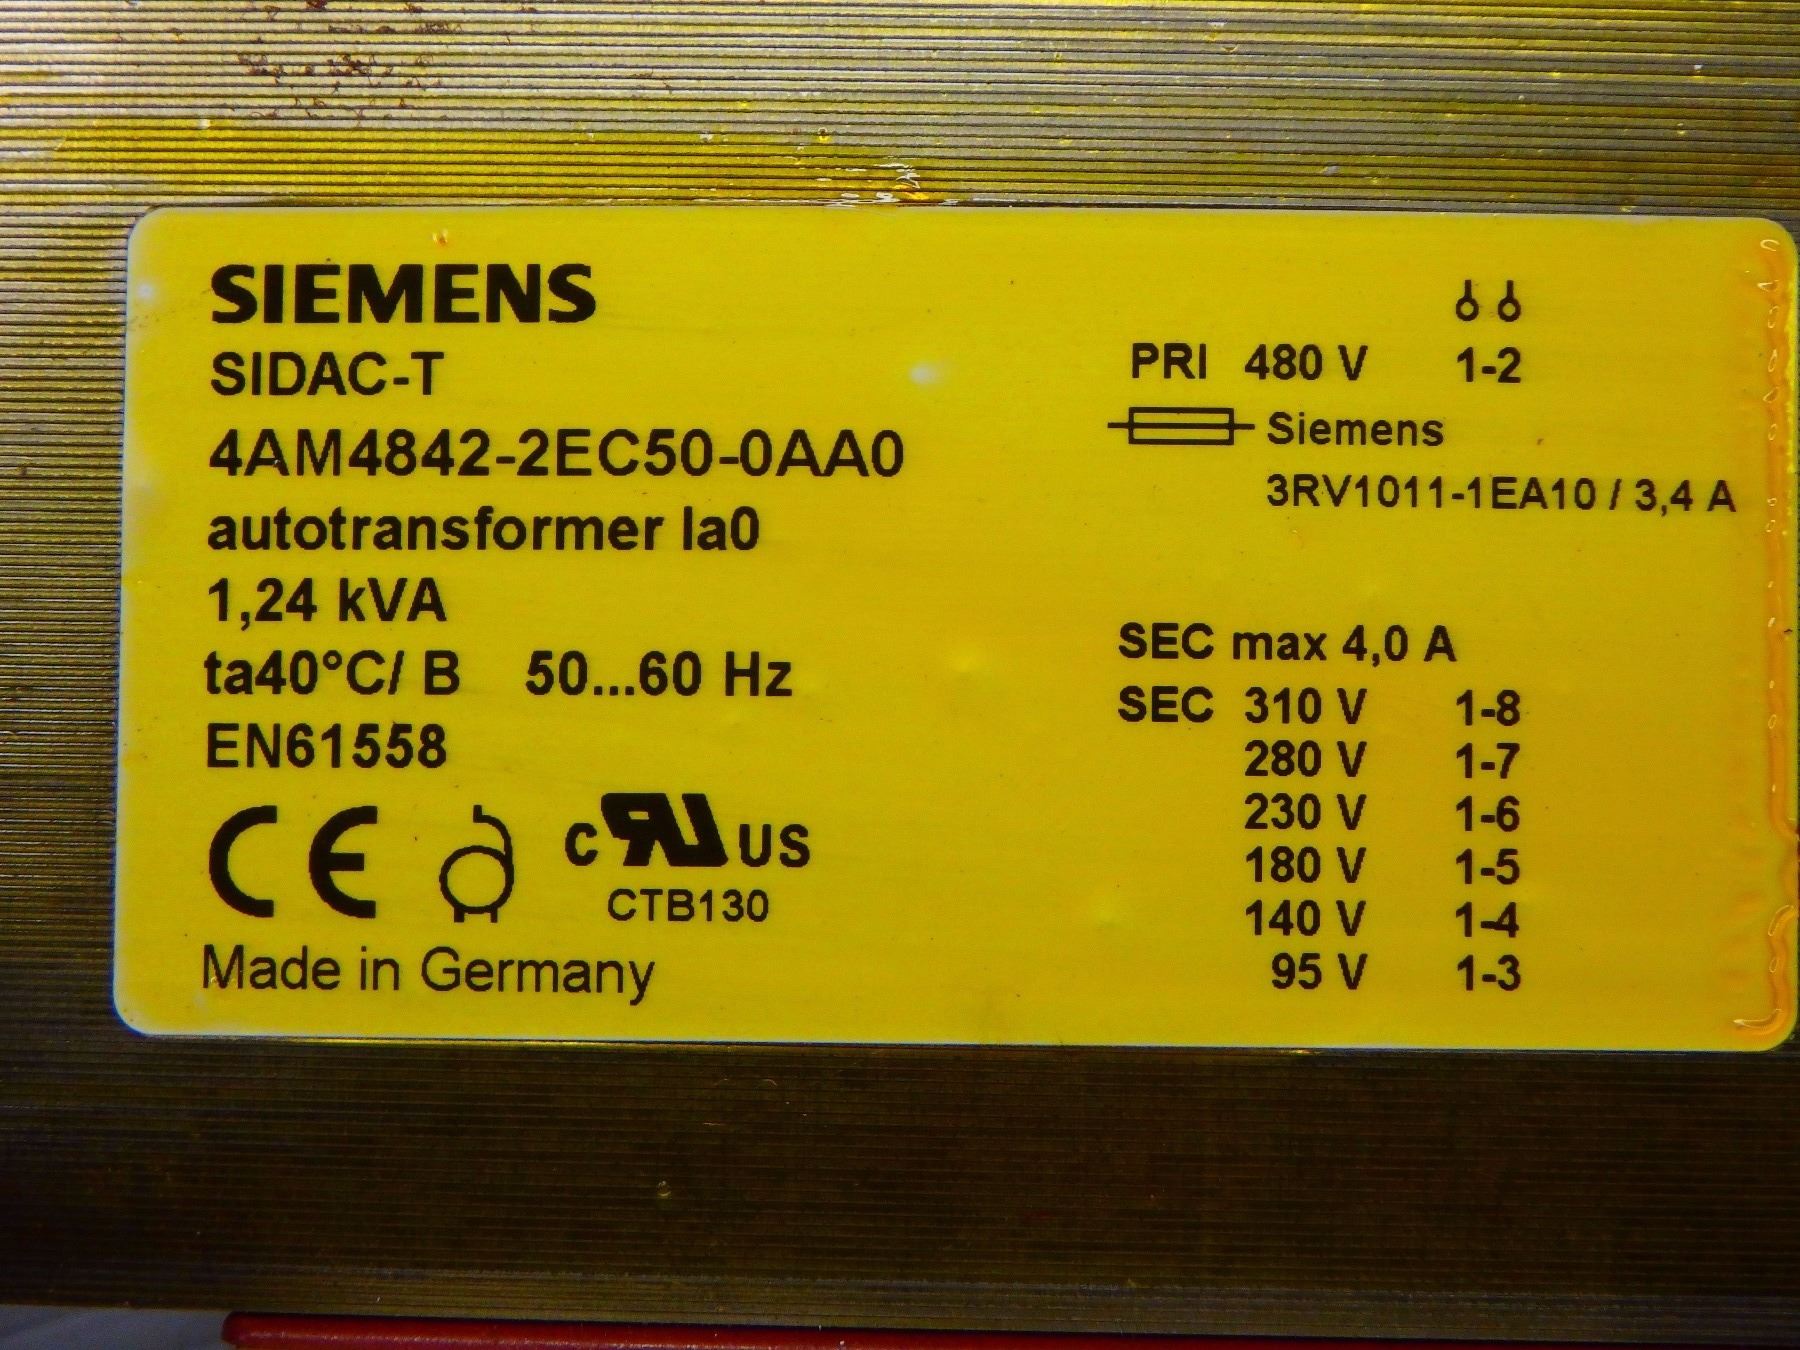 SIEMENS
SIDAC-T
4AM4842-2EC50-0AA0
autotransformer Ia0
1,24 kVA
ta40°C/ B 50...60 Hz
EN61558
CE c RU US
CTB130
Made in Germany
PRI 480 V 1-2
Siemens
3RV1011-1EA10 / 3,4 A
SEC max 4,0 A
SEC 310 V 1-8
280 V 1-7
230 V 1-6
180 V 1-5
140 V 1-4
95 V 1-3